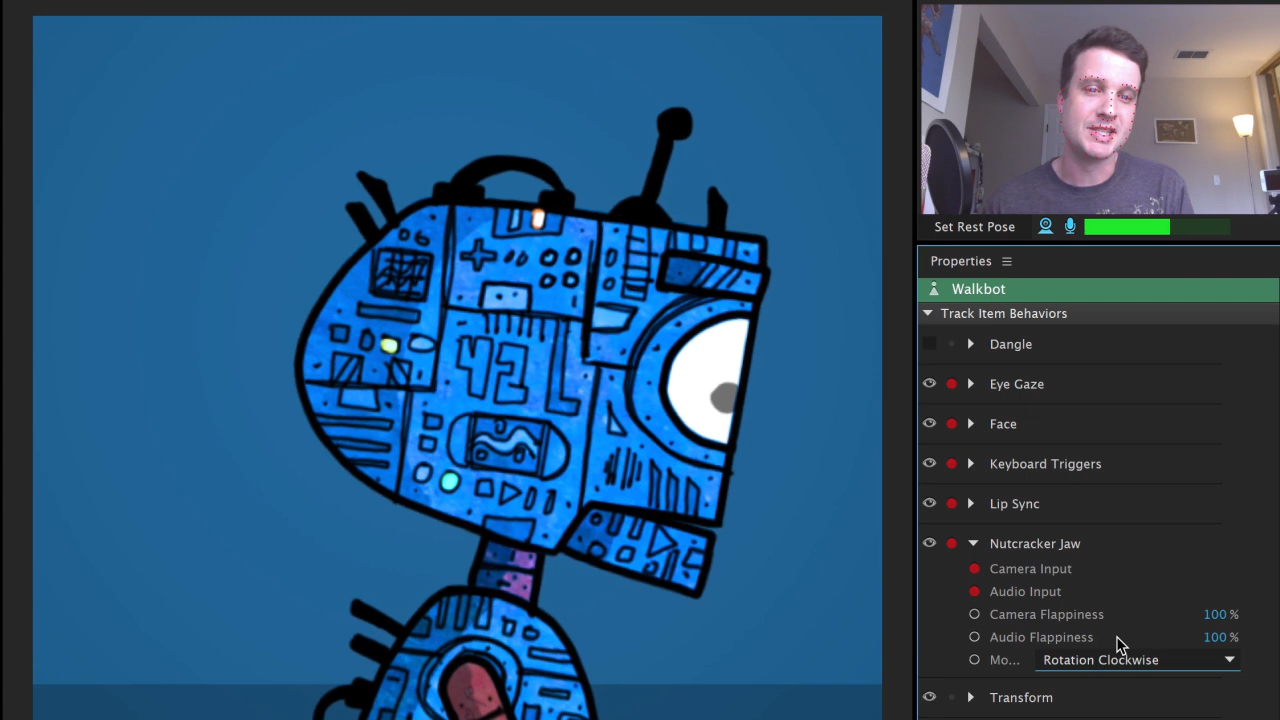 42
Set Rest Pose
Properties
Walkbot
Track Item Behaviors
Dangle
Eye Gaze
Face
Keyboard Triggers
Lip Sync
Nutcracker Jaw
Camera Input
Audio Input
Camera Flappiness 100 %
Audio Flappiness 100 %
Mo... Rotation Clockwise
Transform